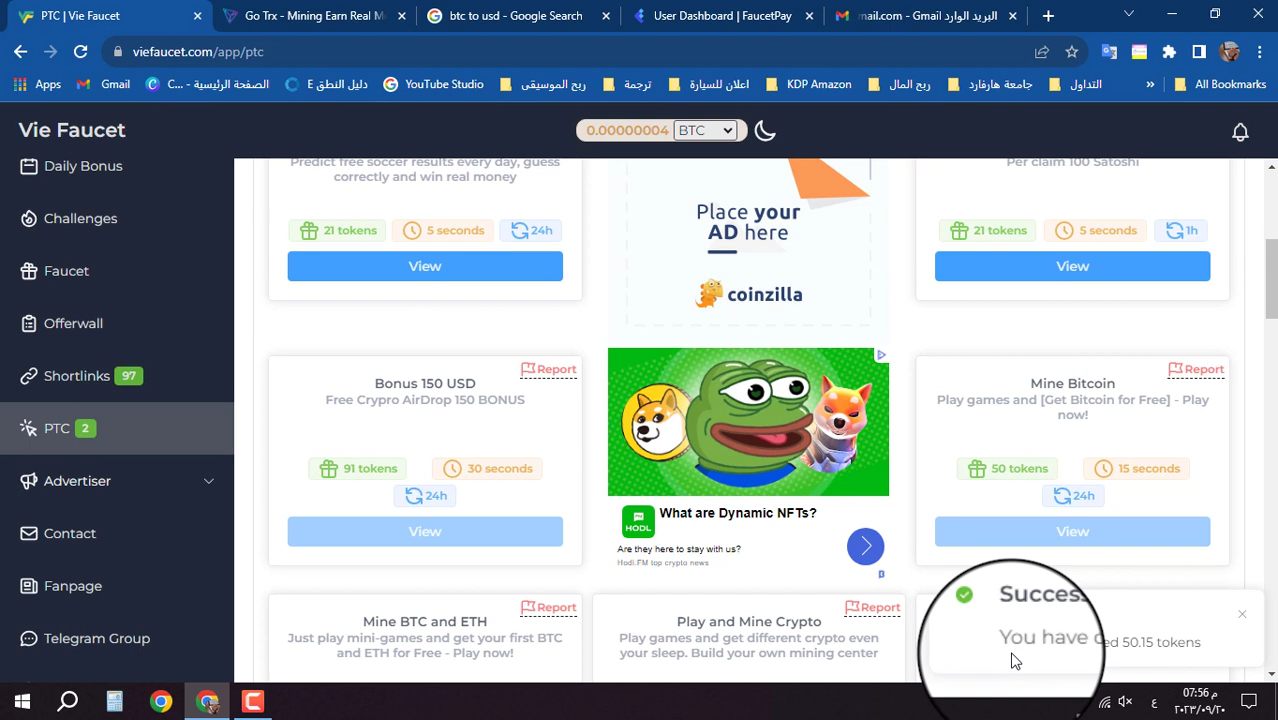 PTC | Vie Faucet
Go Trx - Mining Earn Real M
btc to usd - Google Search
User Dashboard | FaucetPay
البريد الوارد Gmail - mail.com
viefaucet.com/app/ptc
Apps
Gmail
الصفحة الرئيسية - ...C
دليل النطق E
YouTube Studio
ربح الموسيقى
ترجمة
اعلان للسيارة
KDP Amazon
ربح المال
جامعة هارفارد
التداول
»
All Bookmarks
Vie Faucet
0.00000004 BTC
Daily Bonus
Challenges
Faucet
Offerwall
Shortlinks 97
PTC 2
Advertiser
Contact
Fanpage
Telegram Group
Predict free soccer results every day, guess
correctly and win real money
21 tokens
5 seconds
24h
View
Place your
AD here
coinzilla
Per claim 100 Satoshi
21 tokens
5 seconds
1h
View
Report
Bonus 150 USD
Free Crypro AirDrop 150 BONUS
91 tokens
30 seconds
24h
View
HODL
What are Dynamic NFTs?
Are they here to stay with us?
Hodl.FM top crypto news
Report
Mine Bitcoin
Play games and [Get Bitcoin for Free] - Play
now!
50 tokens
15 seconds
24h
View
Report
Mine BTC and ETH
Just play mini-games and get your first BTC
and ETH for Free - Play now!
Report
Play and Mine Crypto
Play games and get different crypto even
your sleep. Build your own mining center
Success
You have
ed 50.15 tokens
ع
07:56 م
٢٠٢٣/٠٩/٢٠